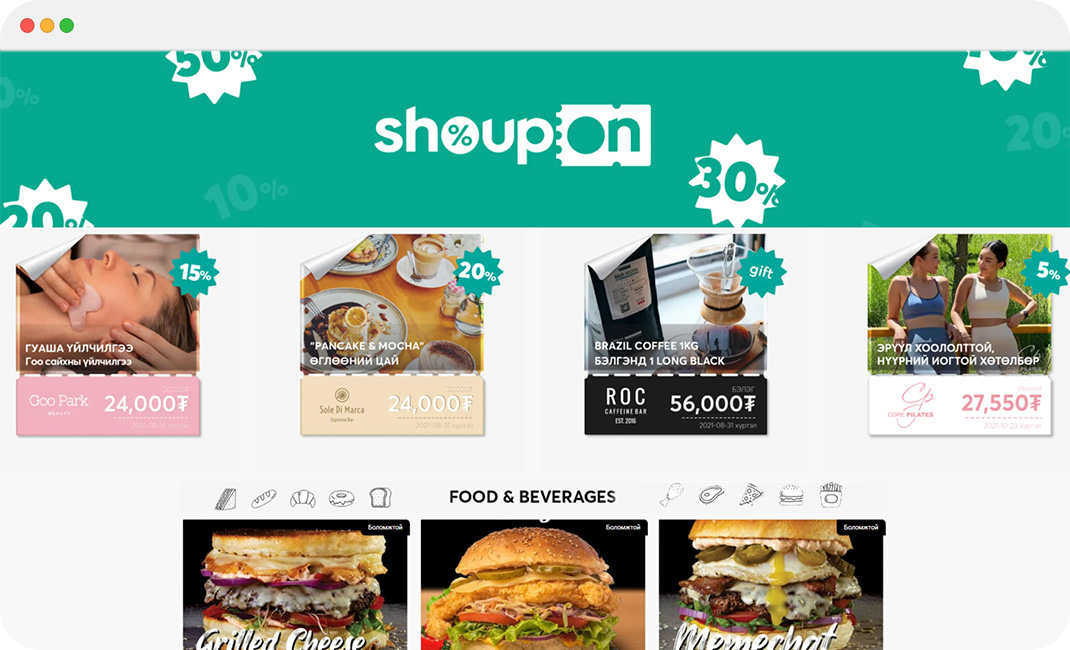 50%
0%
20
shoupon
%
30%
10%
20%
15%
ГУАША ҮЙЛЧИЛГЭЭ
Гоо сайхны үйлчилгээ
Goo Park
BEAUTY
24,000₮
2021-08-31 хүртэл
20%
"PANCAKE & MOCHA"
ӨГЛӨӨНИЙ ЦАЙ
Sole Di Marca
Espresso Bar
24,000₮
2021-08-31 хүртэл
gift
BRAZIL COFFEE 1KG
БЭЛГЭНД 1 LONG BLACK
ROC
CAFFEINE BAR
EST. 2016
БЭЛЭГ
56,000₮
2021-08-31 хүртэл
5%
ЭРҮҮЛ ХООЛОЛТТОЙ,
НҮҮРНИЙ ИОГТОЙ ХӨТӨЛБӨР
Cp
CORE PILATES
27,550₮
2021-10-23 хүртэл
FOOD & BEVERAGES
Боломжтой
Боломжтой
Боломжтой
Grilled Cheese
Memechat